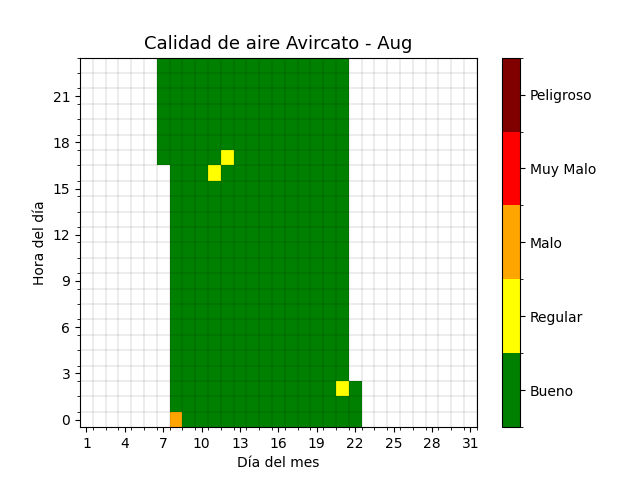 Calidad de aire Avircato - Aug
Hora del día
21
18
15
12
9
6
3
0
1 4 7 10 13 16 19 22 25 28 31
Día del mes
Peligroso
Muy Malo
Malo
Regular
Bueno